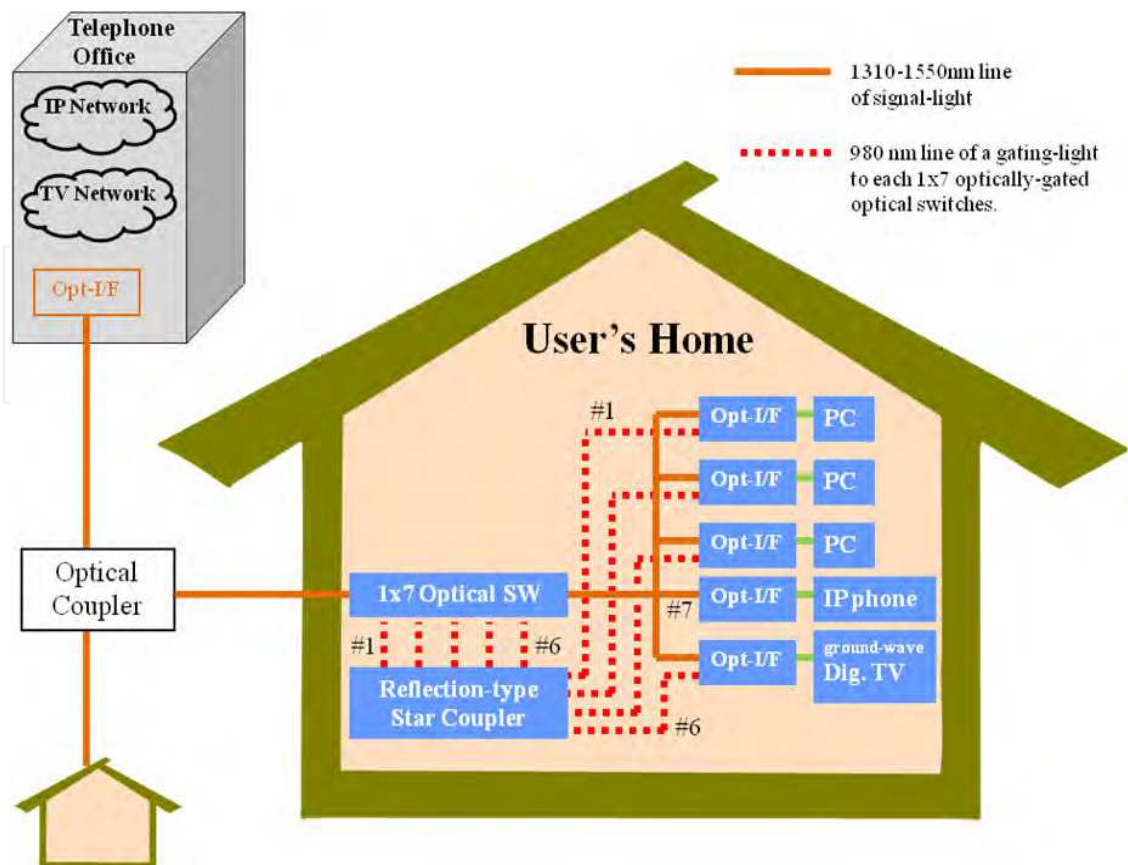 Telephone
Office
IP Network
TV Network
Opt-I/F
1310-1550nm line
of signal-light
980 nm line of a gating-light
to each 1x7 optically-gated
optical switches.
User's Home
#1
Opt-I/F
PC
Opt-I/F
PC
Opt-I/F
PC
Optical
Coupler
1x7 Optical SW
#7
Opt-I/F
IP phone
#1
#6
Reflection-type
Star Coupler
Opt-I/F
ground-wave
Dig. TV
#6